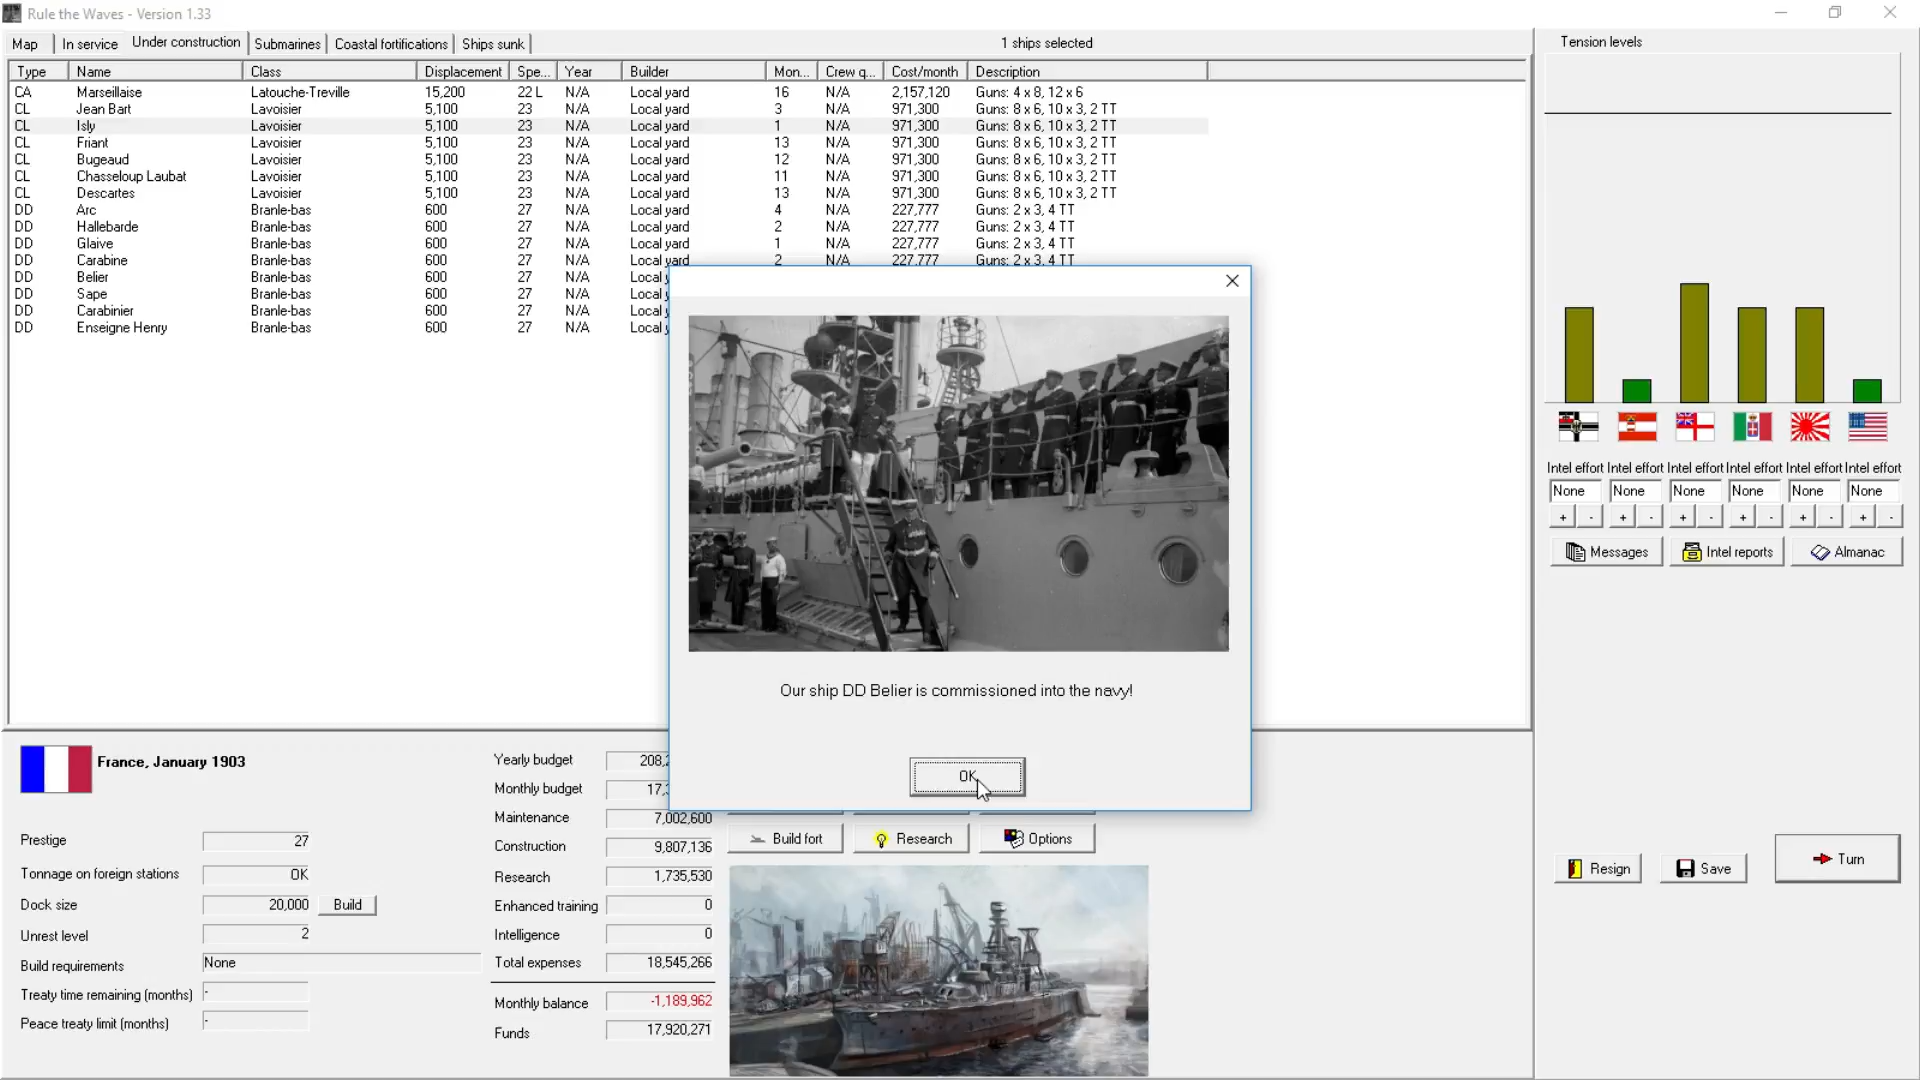 Rule the Waves - Version 1.33
Map In service Under construction Submarines Coastal fortifications Ships sunk 1 ships selected
Type Name Class Displacement Spe... Year Builder Mon... Crew q... Cost/month Description
CA Marseillaise Latouche-Treville 15,200 22 L N/A Local yard 16 N/A 2,157,120 Guns: 4 x 8, 12 x 6
CL Jean Bart Lavoisier 5,100 23 N/A Local yard 3 N/A 971,300 Guns: 8 x 6, 10 x 3, 2 TT
CL Isly Lavoisier 5,100 23 N/A Local yard 1 N/A 971,300 Guns: 8 x 6, 10 x 3, 2 TT
CL Friant Lavoisier 5,100 23 N/A Local yard 13 N/A 971,300 Guns: 8 x 6, 10 x 3, 2 TT
CL Bugeaud Lavoisier 5,100 23 N/A Local yard 12 N/A 971,300 Guns: 8 x 6, 10 x 3, 2 TT
CL Chasseloup Laubat Lavoisier 5,100 23 N/A Local yard 11 N/A 971,300 Guns: 8 x 6, 10 x 3, 2 TT
CL Descartes Lavoisier 5,100 23 N/A Local yard 13 N/A 971,300 Guns: 8 x 6, 10 x 3, 2 TT
DD Arc Branle-bas 600 27 N/A Local yard 4 N/A 227,777 Guns: 2 x 3, 4 TT
DD Hallebarde Branle-bas 600 27 N/A Local yard 2 N/A 227,777 Guns: 2 x 3, 4 TT
DD Glaive Branle-bas 600 27 N/A Local yard 1 N/A 227,777 Guns: 2 x 3, 4 TT
DD Carabine Branle-bas 600 27 N/A Local yard 2 N/A 227,777 Guns: 2 x 3, 4 TT
DD Belier Branle-bas 600 27 N/A Local
DD Sape Branle-bas 600 27 N/A Local
DD Carabinier Branle-bas 600 27 N/A Local
DD Enseigne Henry Branle-bas 600 27 N/A Local
Our ship DD Belier is commissioned into the navy!
OK
France, January 1903
Prestige 27
Tonnage on foreign stations OK
Dock size 20,000 Build
Unrest level 2
Build requirements None
Treaty time remaining (months) -
Peace treaty limit (months) -
Yearly budget 208,
Monthly budget 17,
Maintenance 7,002,600
Construction 9,807,136
Research 1,735,530
Enhanced training 0
Intelligence 0
Total expenses 18,545,266
Monthly balance -1,189,962
Funds 17,920,271
Build fort Research Options
Tension levels
Intel effort Intel effort Intel effort Intel effort Intel effort Intel effort
None None None None None None
+ - + - + - + - + - + -
Messages Intel reports Almanac
Resign Save Turn